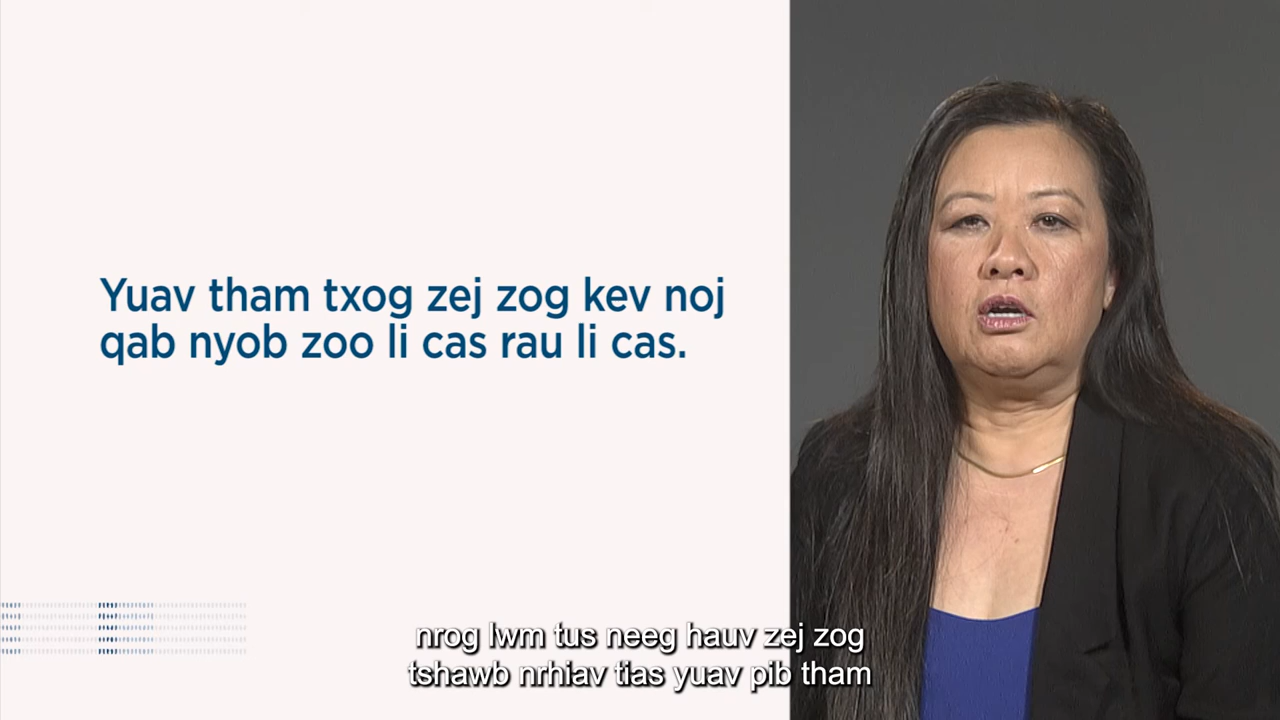 Yuav tham txog zej zog kev noj
qab nyob zoo li cas rau li cas.
nrog lwm tus neeg hauv zej zog
tshawb nrhiav tias yuav pib tham